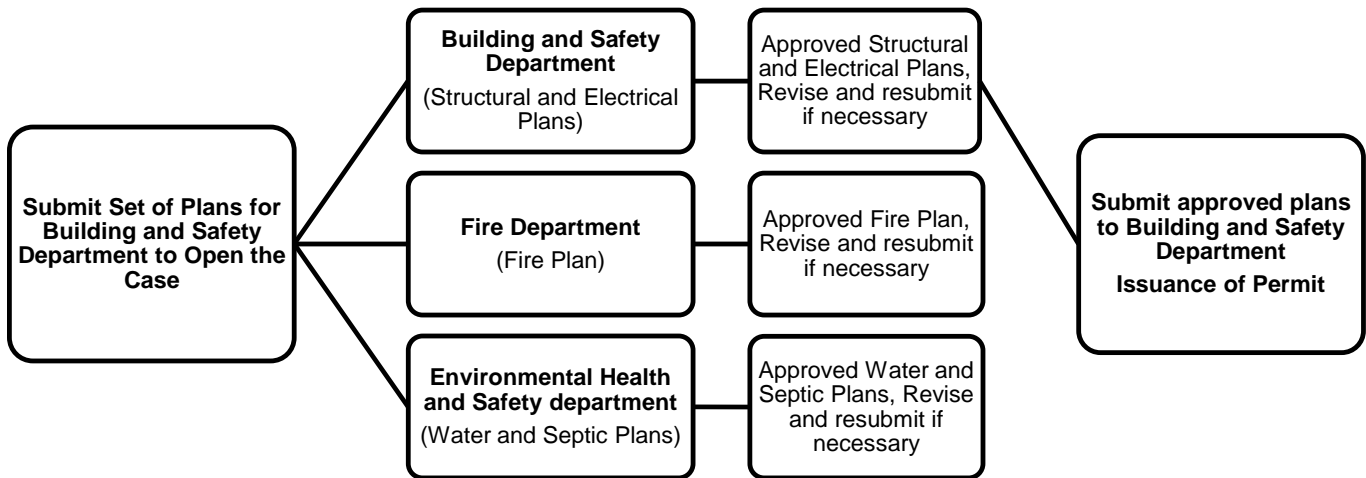 Submit Set of Plans for
Building and Safety
Department to Open the
Case
Building and Safety
Department
(Structural and Electrical
Plans)
Approved Structural
and Electrical Plans,
Revise and resubmit
if necessary
Fire Department
(Fire Plan)
Approved Fire Plan,
Revise and resubmit
if necessary
Environmental Health
and Safety department
(Water and Septic Plans)
Approved Water and
Septic Plans, Revise
and resubmit if
necessary
Submit approved plans
to Building and Safety
Department
Issuance of Permit